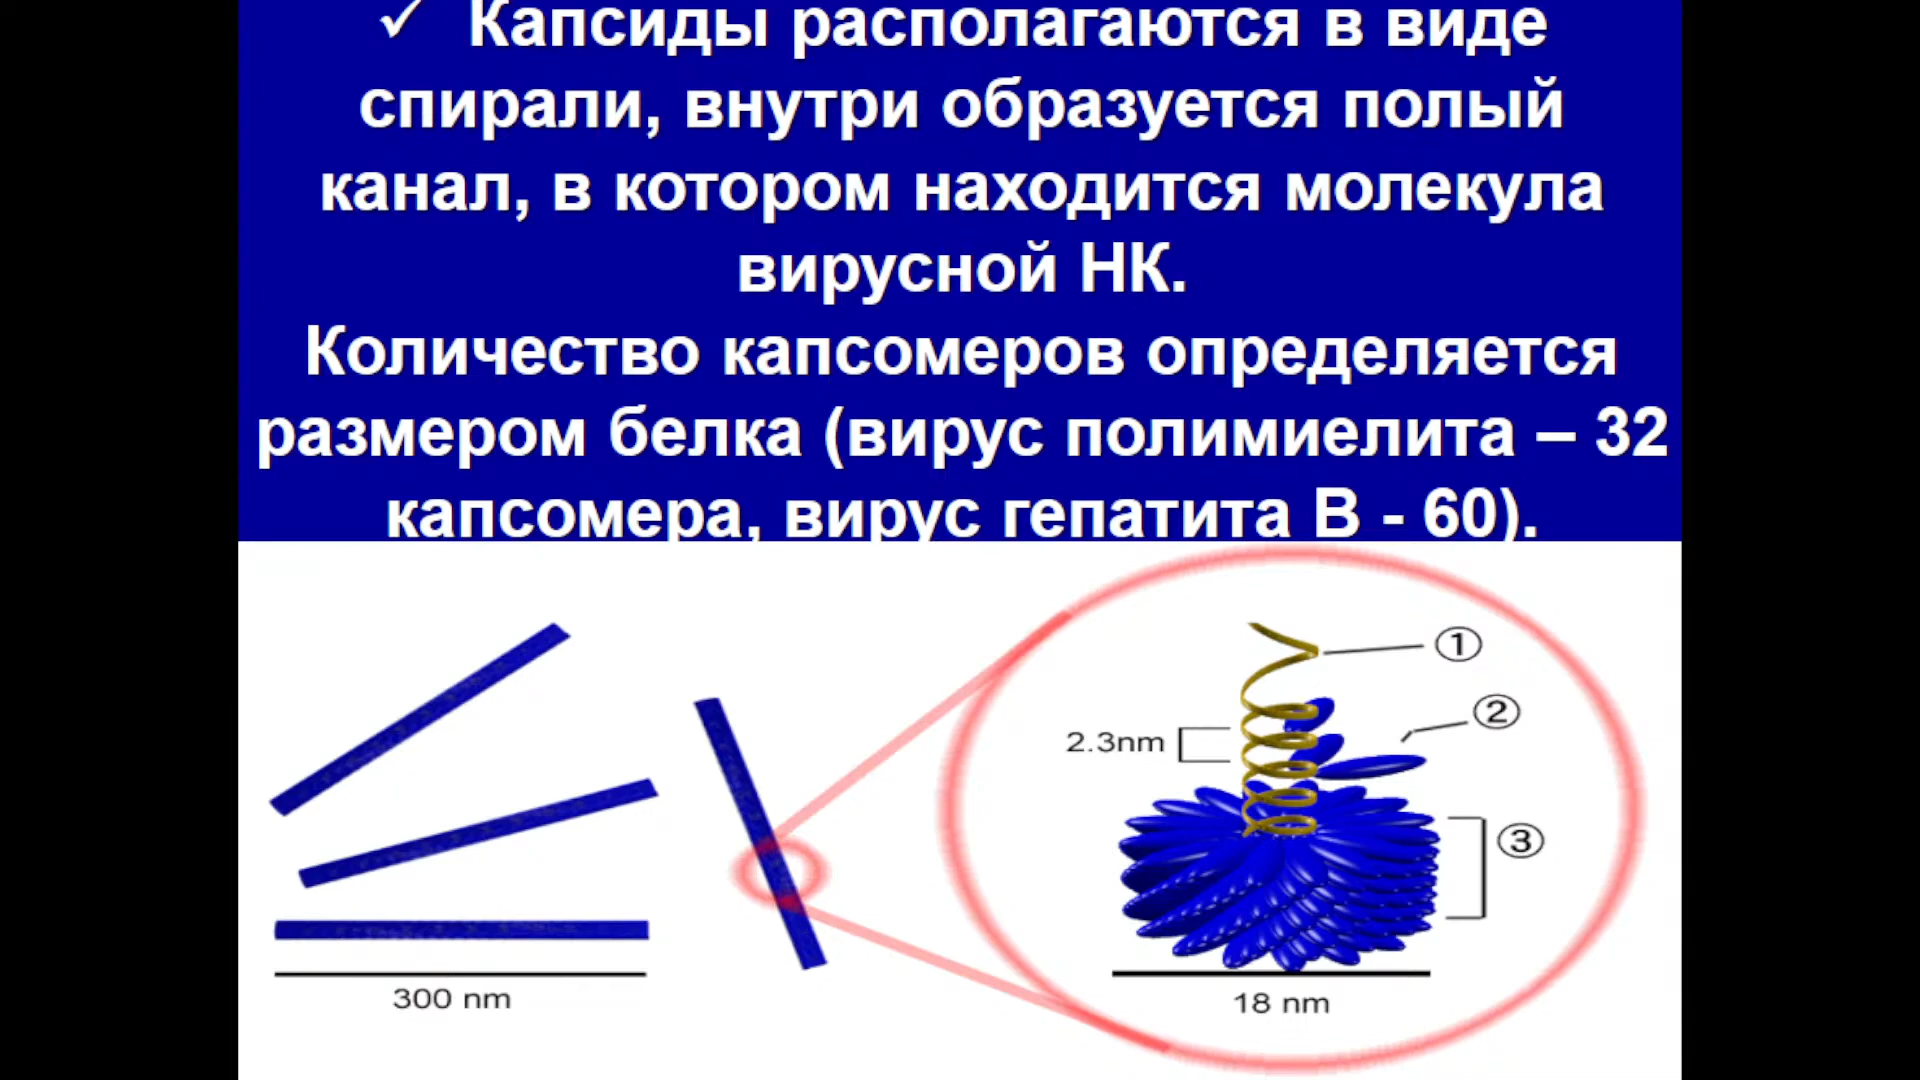 ✓ Капсиды располагаются в виде
спирали, внутри образуется полый
канал, в котором находится молекула
вирусной НК.
Количество капсомеров определяется
размером белка (вирус полимиелита – 32
капсомера, вирус гепатита В - 60).
①
②
2.3nm
③
300 nm
18 nm